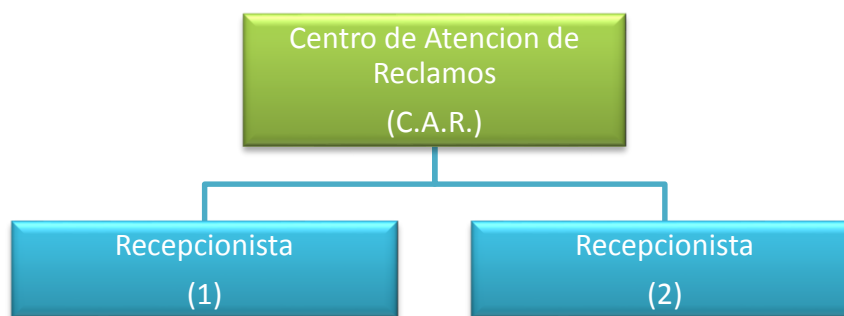 Centro de Atencion de
Reclamos
(C.A.R.)
Recepcionista
(1)
Recepcionista
(2)